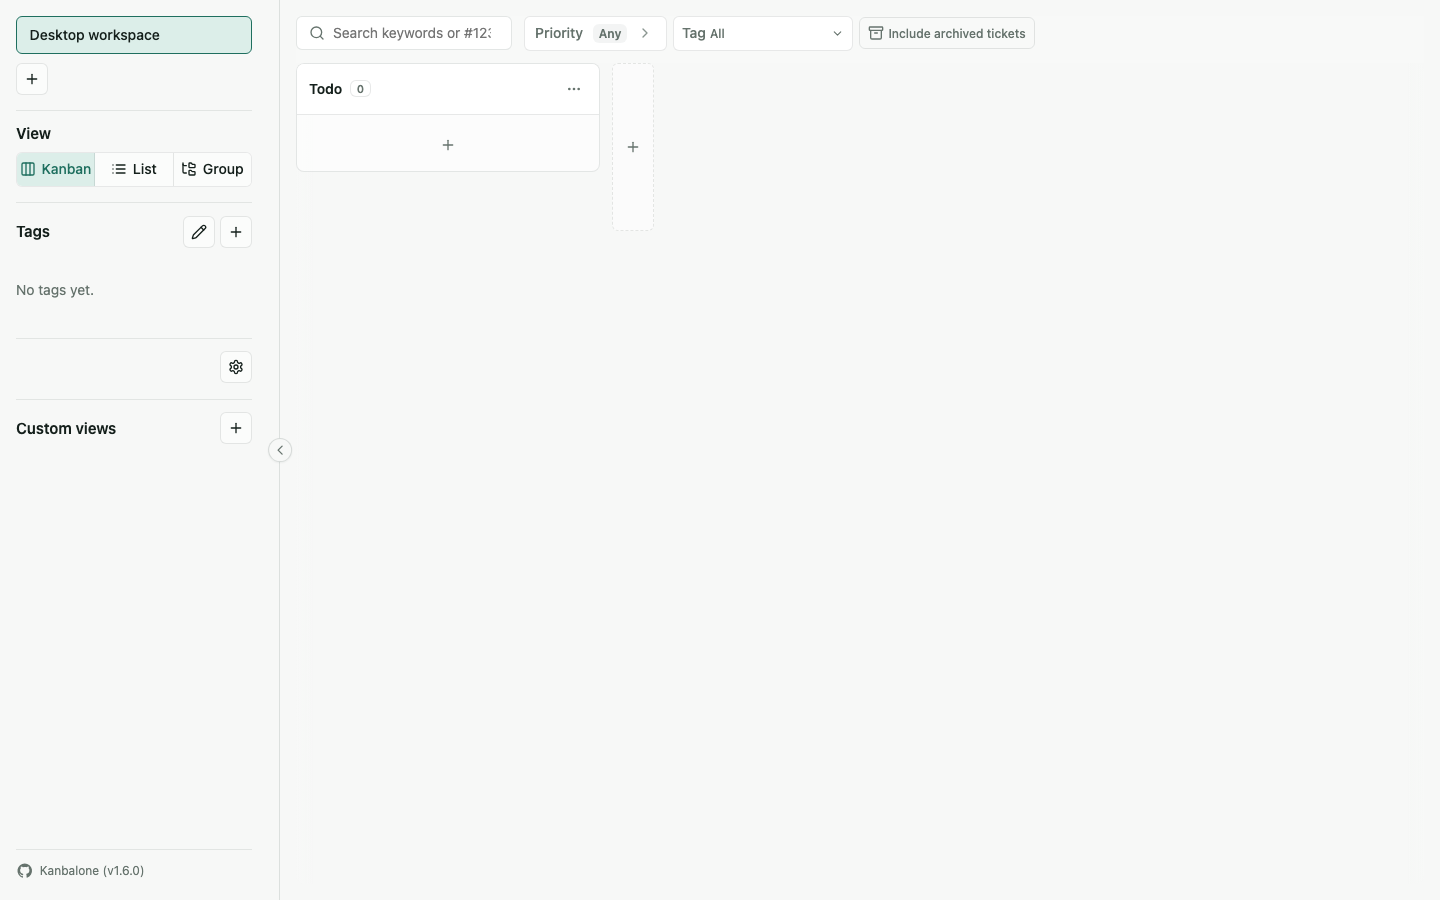 Desktop workspace
Search keywords or #123
Priority Any
Tag All
Include archived tickets
Todo 0
View
Kanban
List
Group
Tags
No tags yet.
Custom views
Kanbalone (v1.6.0)